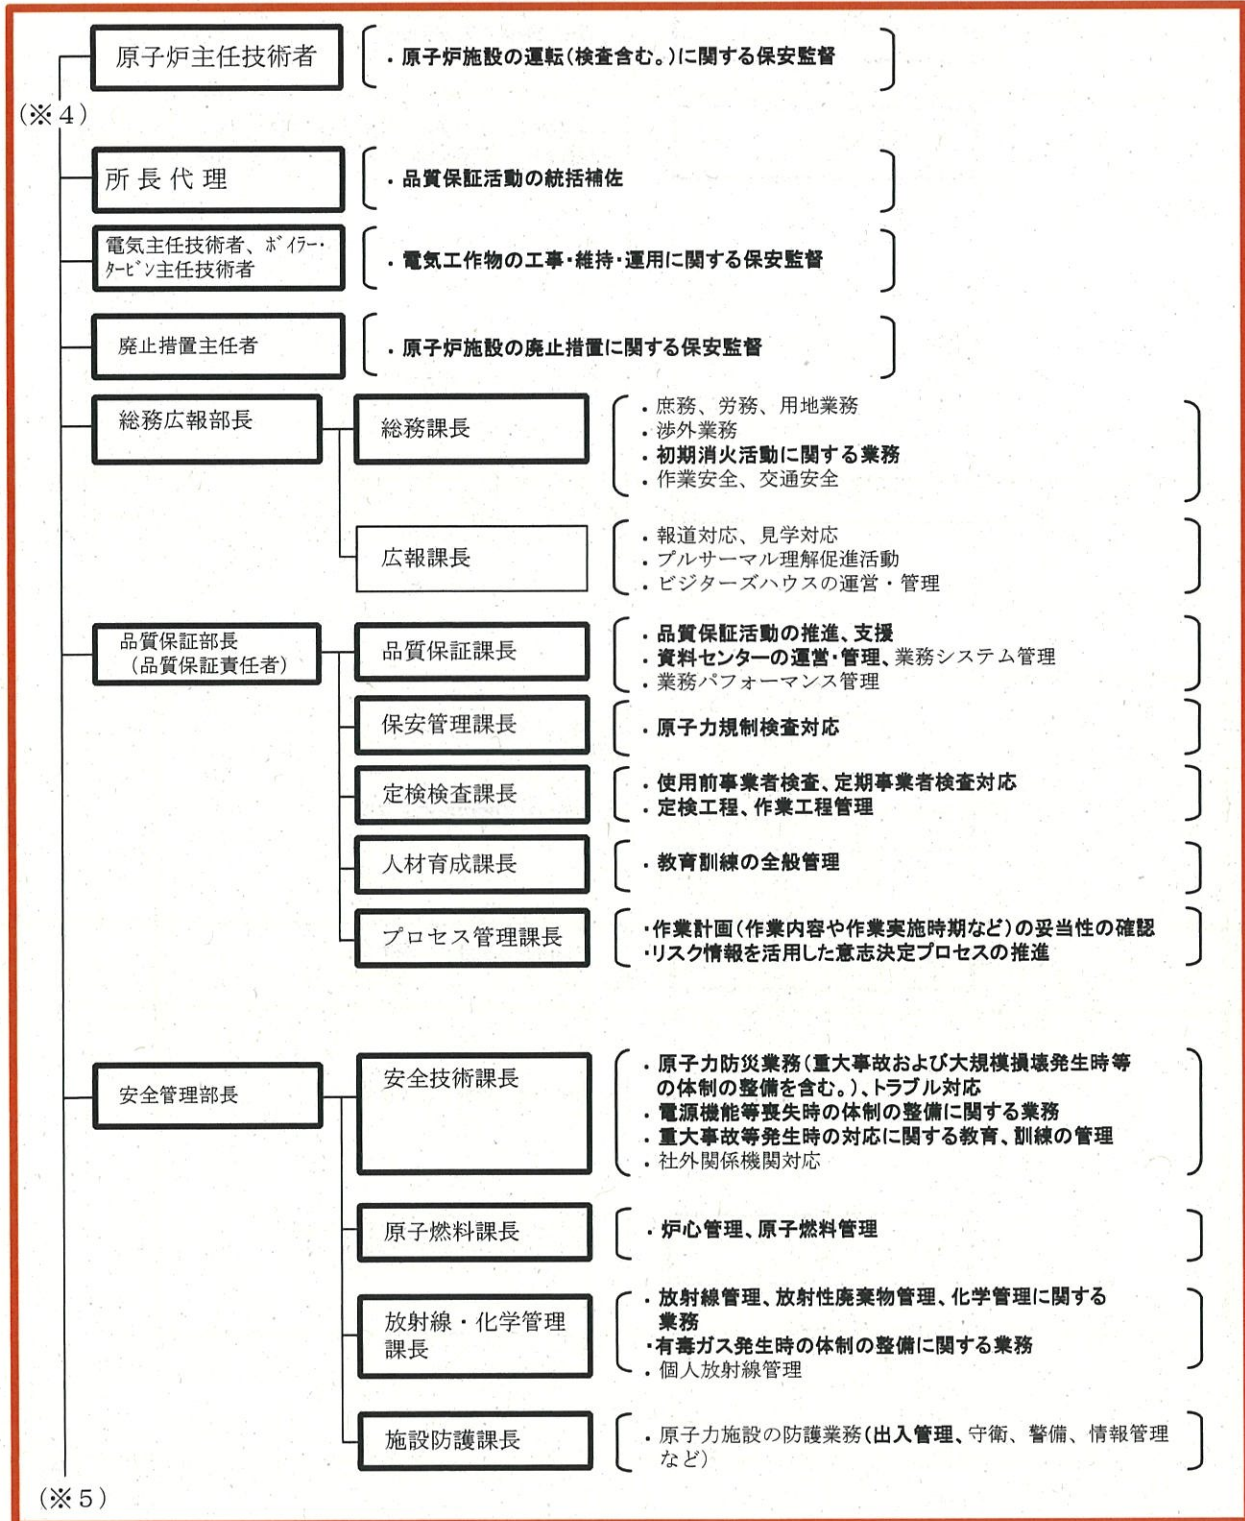 原子炉主任技術者
・原子炉施設の運転(検査含む。)に関する保安監督
(※4)
所長代理
・品質保証活動の統括補佐
電気主任技術者、ボイラー・
タービン主任技術者
・電気工作物の工事・維持・運用に関する保安監督
廃止措置主任者
・原子炉施設の廃止措置に関する保安監督
総務広報部長
総務課長
・庶務、労務、用地業務
・渉外業務
・初期消火活動に関する業務
・作業安全、交通安全
広報課長
・報道対応、見学対応
・プルサーマル理解促進活動
・ビジターズハウスの運営・管理
品質保証部長
(品質保証責任者)
品質保証課長
・品質保証活動の推進、支援
・資料センターの運営・管理、業務システム管理
・業務パフォーマンス管理
保安管理課長
・原子力規制検査対応
定検検査課長
・使用前事業者検査、定期事業者検査対応
・定検工程、作業工程管理
人材育成課長
・教育訓練の全般管理
プロセス管理課長
・作業計画(作業内容や作業実施時期など)の妥当性の確認
・リスク情報を活用した意志決定プロセスの推進
安全管理部長
安全技術課長
・原子力防災業務(重大事故および大規模損壊発生時等
の体制の整備を含む。)、トラブル対応
・電源機能等喪失時の体制の整備に関する業務
・重大事故等発生時の対応に関する教育、訓練の管理
・社外関係機関対応
原子燃料課長
・炉心管理、原子燃料管理
放射線・化学管理
課長
・放射線管理、放射性廃棄物管理、化学管理に関する
業務
・有毒ガス発生時の体制の整備に関する業務
・個人放射線管理
施設防護課長
・原子力施設の防護業務(出入管理、守衛、警備、情報管理
など)
(※5)